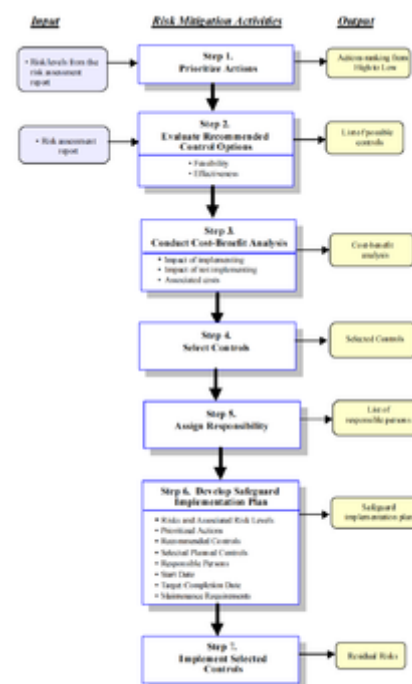 Input
Risk Mitigation Activities
Output
• Risk levels from the
risk assessment
report
Step 1.
Prioritize Actions
Actions ranking from
High to Low
• Risk assessment
report
Step 2.
Evaluate Recommended
Control Options
• Feasibility
• Effectiveness
List of possible
controls
Step 3.
Conduct Cost-Benefit Analysis
• Impact of implementing
• Impact of not implementing
• Associated costs
Cost-benefit
analysis
Step 4.
Select Controls
Selected Controls
Step 5.
Assign Responsibility
List of
responsible persons
Step 6. Develop Safeguard
Implementation Plan
• Risks and Associated Risk Levels
• Prioritized Actions
• Recommended Controls
• Selected Planned Controls
• Responsible Persons
• Start Date
• Target Completion Date
• Maintenance Requirements
Safeguard
implementation plan
Step 7.
Implement Selected
Controls
Residual Risks